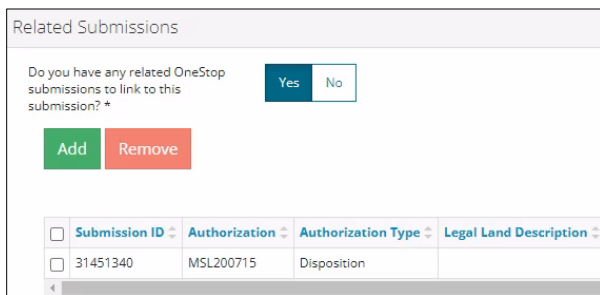 Related Submissions
Do you have any related OneStop
submissions to link to this
submission? *
Yes No
Add Remove
Submission ID Authorization Authorization Type Legal Land Description
31451340 MSL200715 Disposition